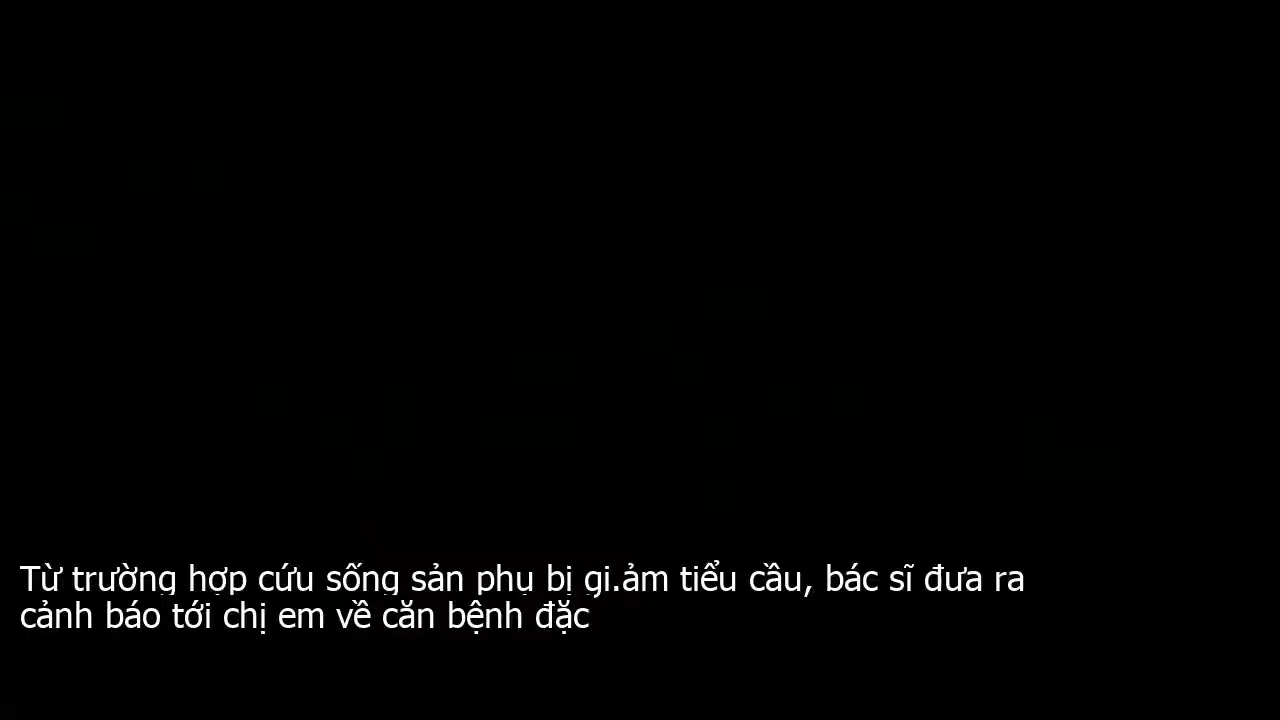 Từ trường hợp cứu sống sản phụ bị gi.ảm tiểu cầu, bác sĩ đưa ra
cảnh báo tới chị em về căn bệnh đặc